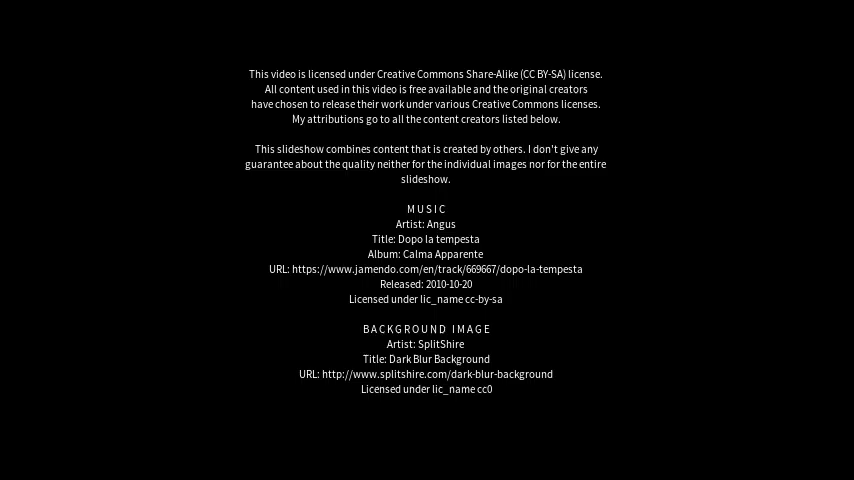 This video is licensed under Creative Commons Share-Alike (CC BY-SA) license.
All content used in this video is free available and the original creators
have chosen to release their work under various Creative Commons licenses.
My attributions go to all the content creators listed below.
This slideshow combines content that is created by others. I don't give any
guarantee about the quality neither for the individual images nor for the entire
slideshow.
MUSIC
Artist: Angus
Title: Dopo la tempesta
Album: Calma Apparente
URL: https://www.jamendo.com/en/track/669667/dopo-la-tempesta
Released: 2010-10-20
Licensed under lic_name cc-by-sa
BACKGROUND IMAGE
Artist: SplitShire
Title: Dark Blur Background
URL: http://www.splitshire.com/dark-blur-background
Licensed under lic_name cc0